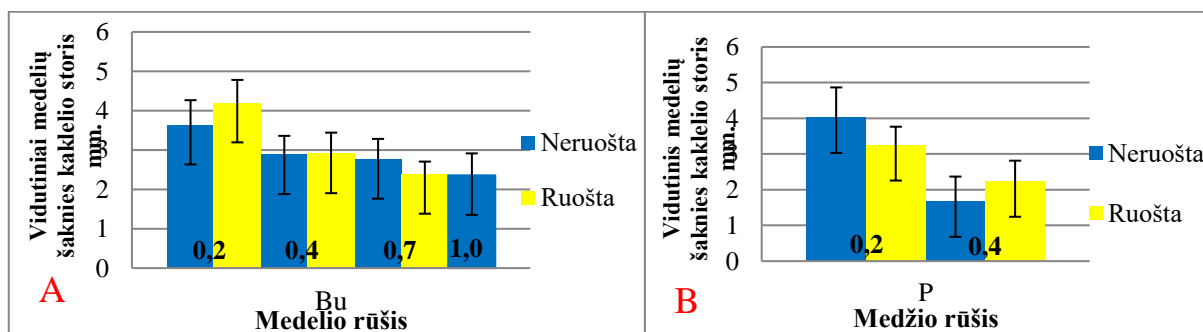 Vidutiniai medelių
šaknies kaklelio storis
mm.
6
5
4
3
2
1
0
0,2
0,4
0,7
1,0
Bu
Medelio rūšis
Neruošta
Ruošta
A
Vidutinis medelių
šaknies kaklelio storis
mm.
6
5
4
3
2
1
0
0,2
0,4
P
Medžio rūšis
Neruošta
Ruošta
B